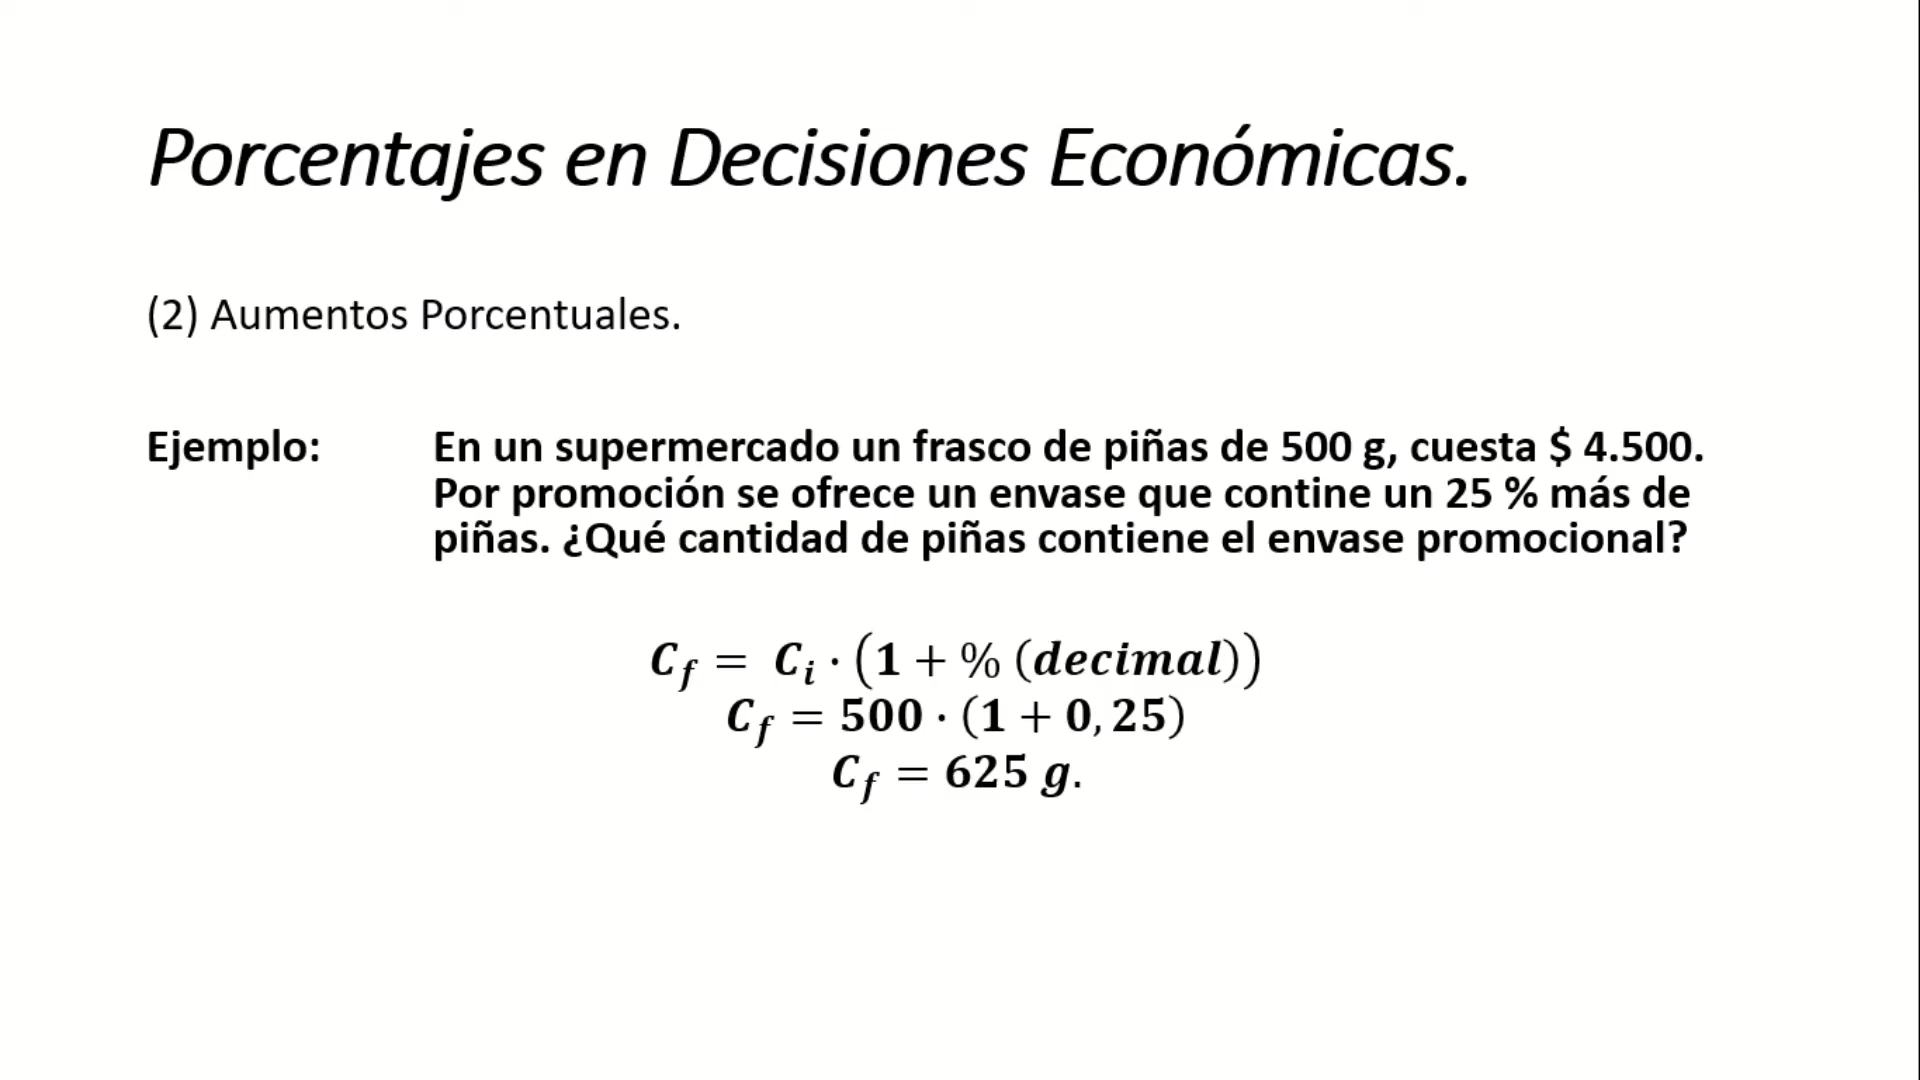 Porcentajes en Decisiones Económicas.
(2) Aumentos Porcentuales.
Ejemplo: En un supermercado un frasco de piñas de 500 g, cuesta $ 4.500.
Por promoción se ofrece un envase que contine un 25 % más de
piñas. ¿Qué cantidad de piñas contiene el envase promocional?
C_f = C_i · (1 + % (decimal))
C_f = 500 · (1 + 0,25)
C_f = 625 g.